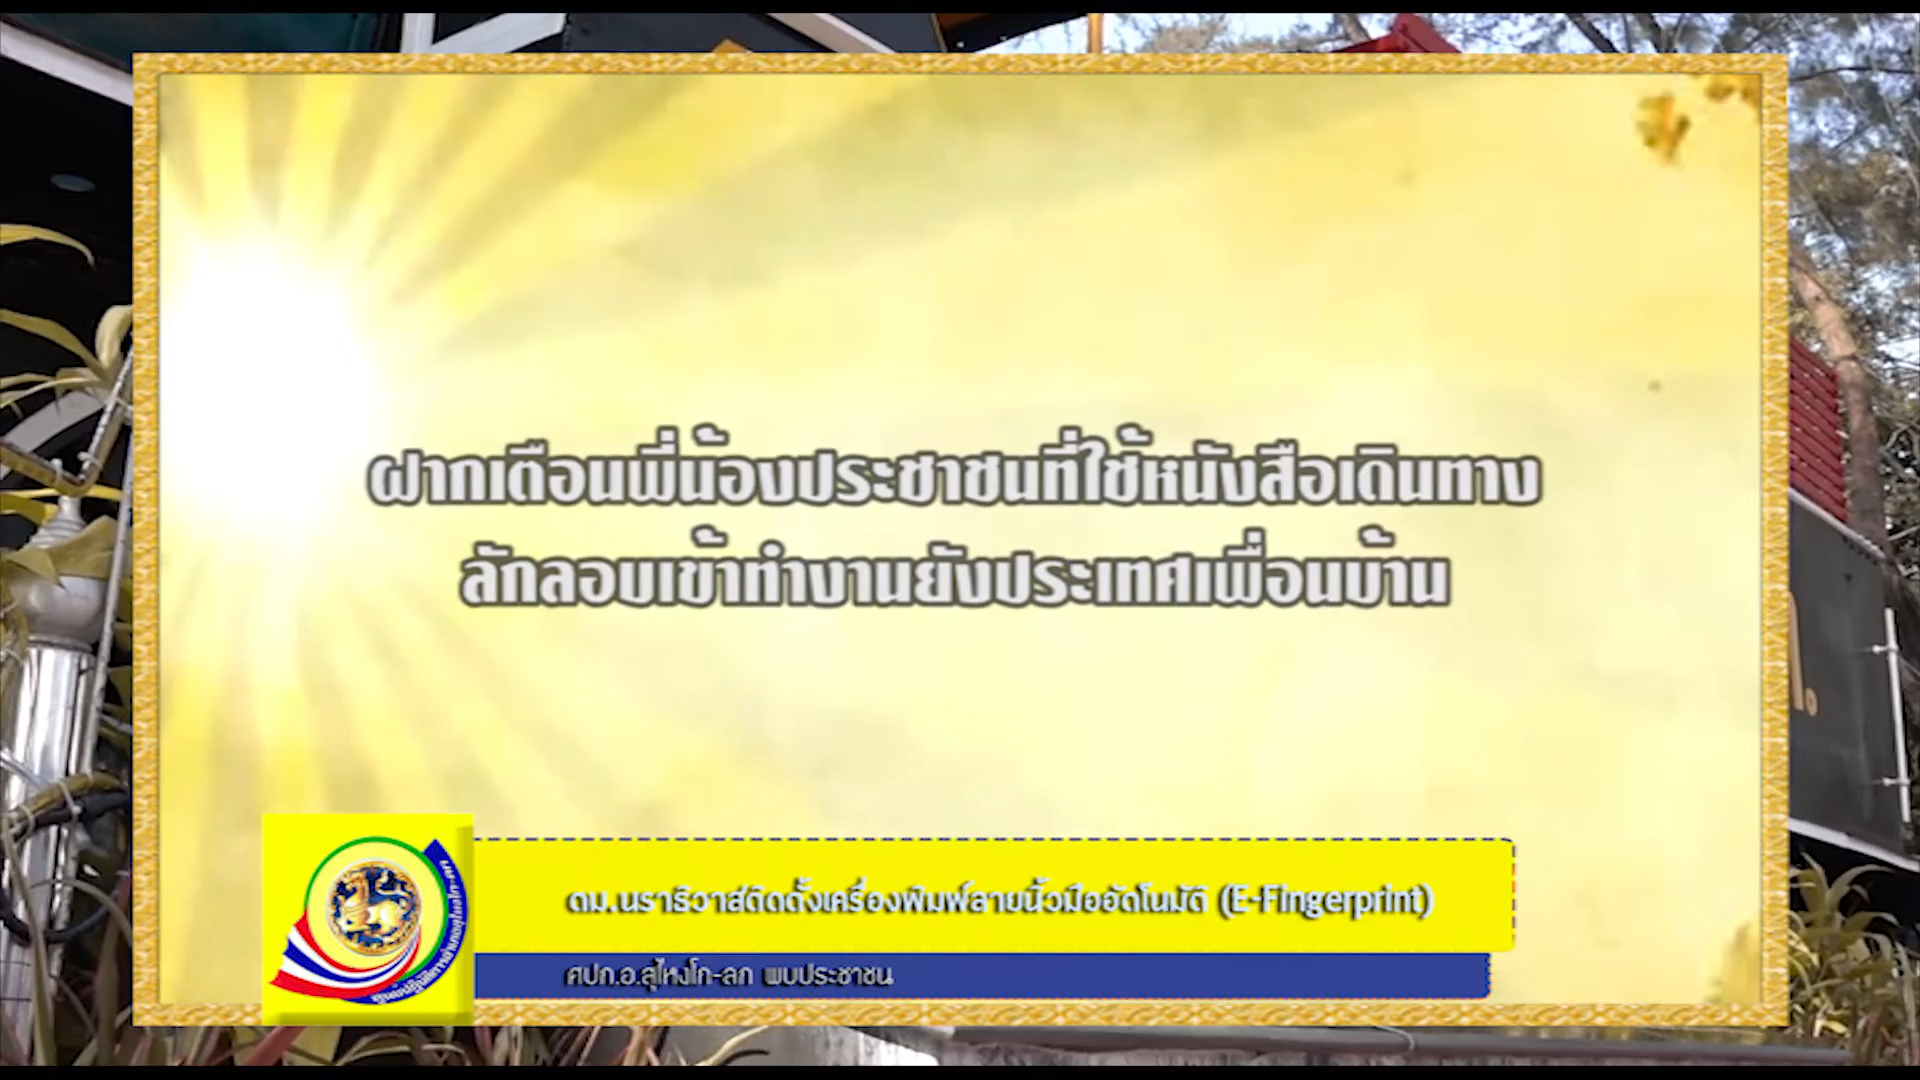 ฝากเตือนพี่น้องประชาชนที่ใช้หนังสือเดินทาง
ลักลอบเข้าทำงานยังประเทศเพื่อนบ้าน
ตม.นราธิวาสติดตั้งเครื่องพิมพ์ลายนิ้วมืออัตโนมัติ (E-Fingerprint)
ศปก.อ.สุไหงโก-ลก พบประชาชน